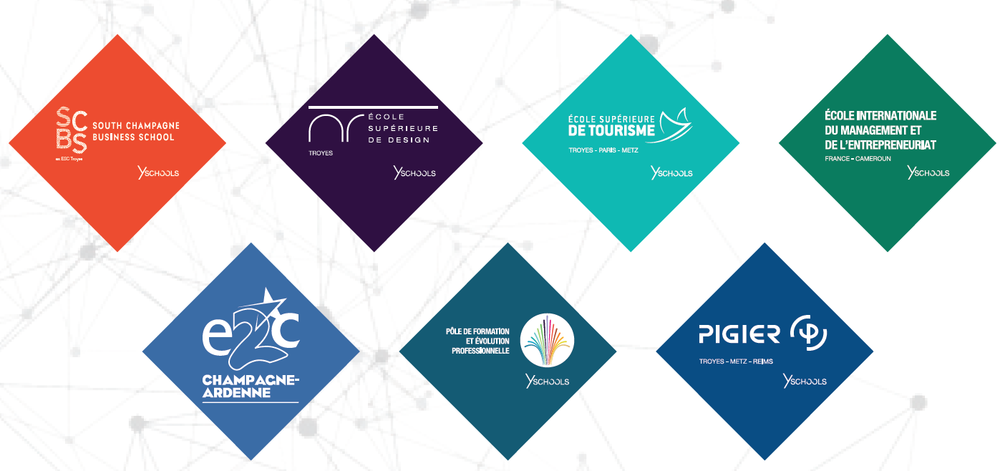 SC
BS
SOUTH CHAMPAGNE
BUSINESS SCHOOL
ex ESC Troyes
YSCHOOLS
ÉCOLE
SUPÉRIEURE
DE DESIGN
TROYES
YSCHOOLS
ÉCOLE SUPÉRIEURE
DE TOURISME
TROYES - PARIS - METZ
YSCHOOLS
ÉCOLE INTERNATIONALE
DU MANAGEMENT ET
DE L'ENTREPRENEURIAT
FRANCE - CAMEROUN
YSCHOOLS
e2c
CHAMPAGNE-
ARDENNE
PÔLE DE FORMATION
ET ÉVOLUTION
PROFESSIONNELLE
YSCHOOLS
PIGIER
TROYES - METZ - REIMS
YSCHOOLS